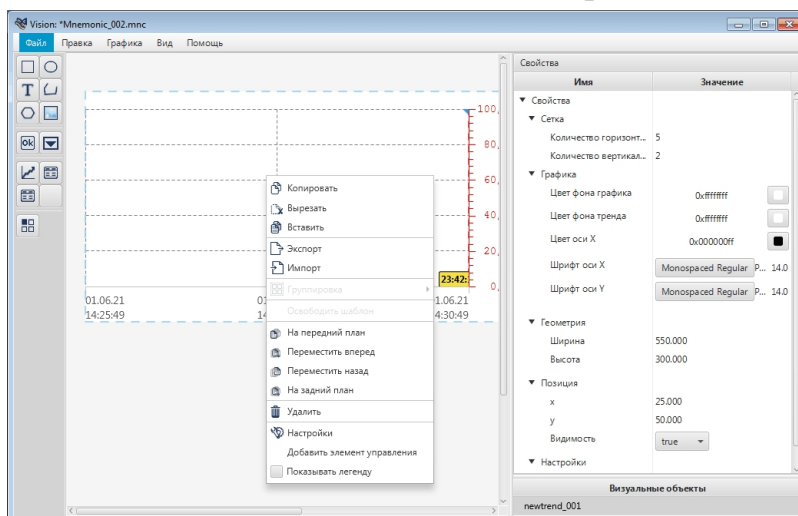 Vision: *Mnemonic_002.mnc
Файл Правка Графика Вид Помощь
T
Ok
100,
80,
60,
40,
20,
0,
23:42:
01.06.21
14:25:49
1.06.21
4:30:49
Копировать
Вырезать
Вставить
Экспорт
Импорт
Группировка
Освободить шаблон
На передний план
Переместить вперед
Переместить назад
На задний план
Удалить
Настройки
Добавить элемент управления
Показывать легенду
Свойства
Имя Значение
Свойства
Сетка
Количество горизонт... 5
Количество вертикал... 2
Графика
Цвет фона графика 0xffffffff
Цвет фона тренда 0xffffffff
Цвет оси X 0x000000ff
Шрифт оси X Monospaced Regular P... 14.0
Шрифт оси Y Monospaced Regular P... 14.0
Геометрия
Ширина 550.000
Высота 300.000
Позиция
x 25.000
y 50.000
Видимость true
Настройки
Визуальные объекты
newtrend_001